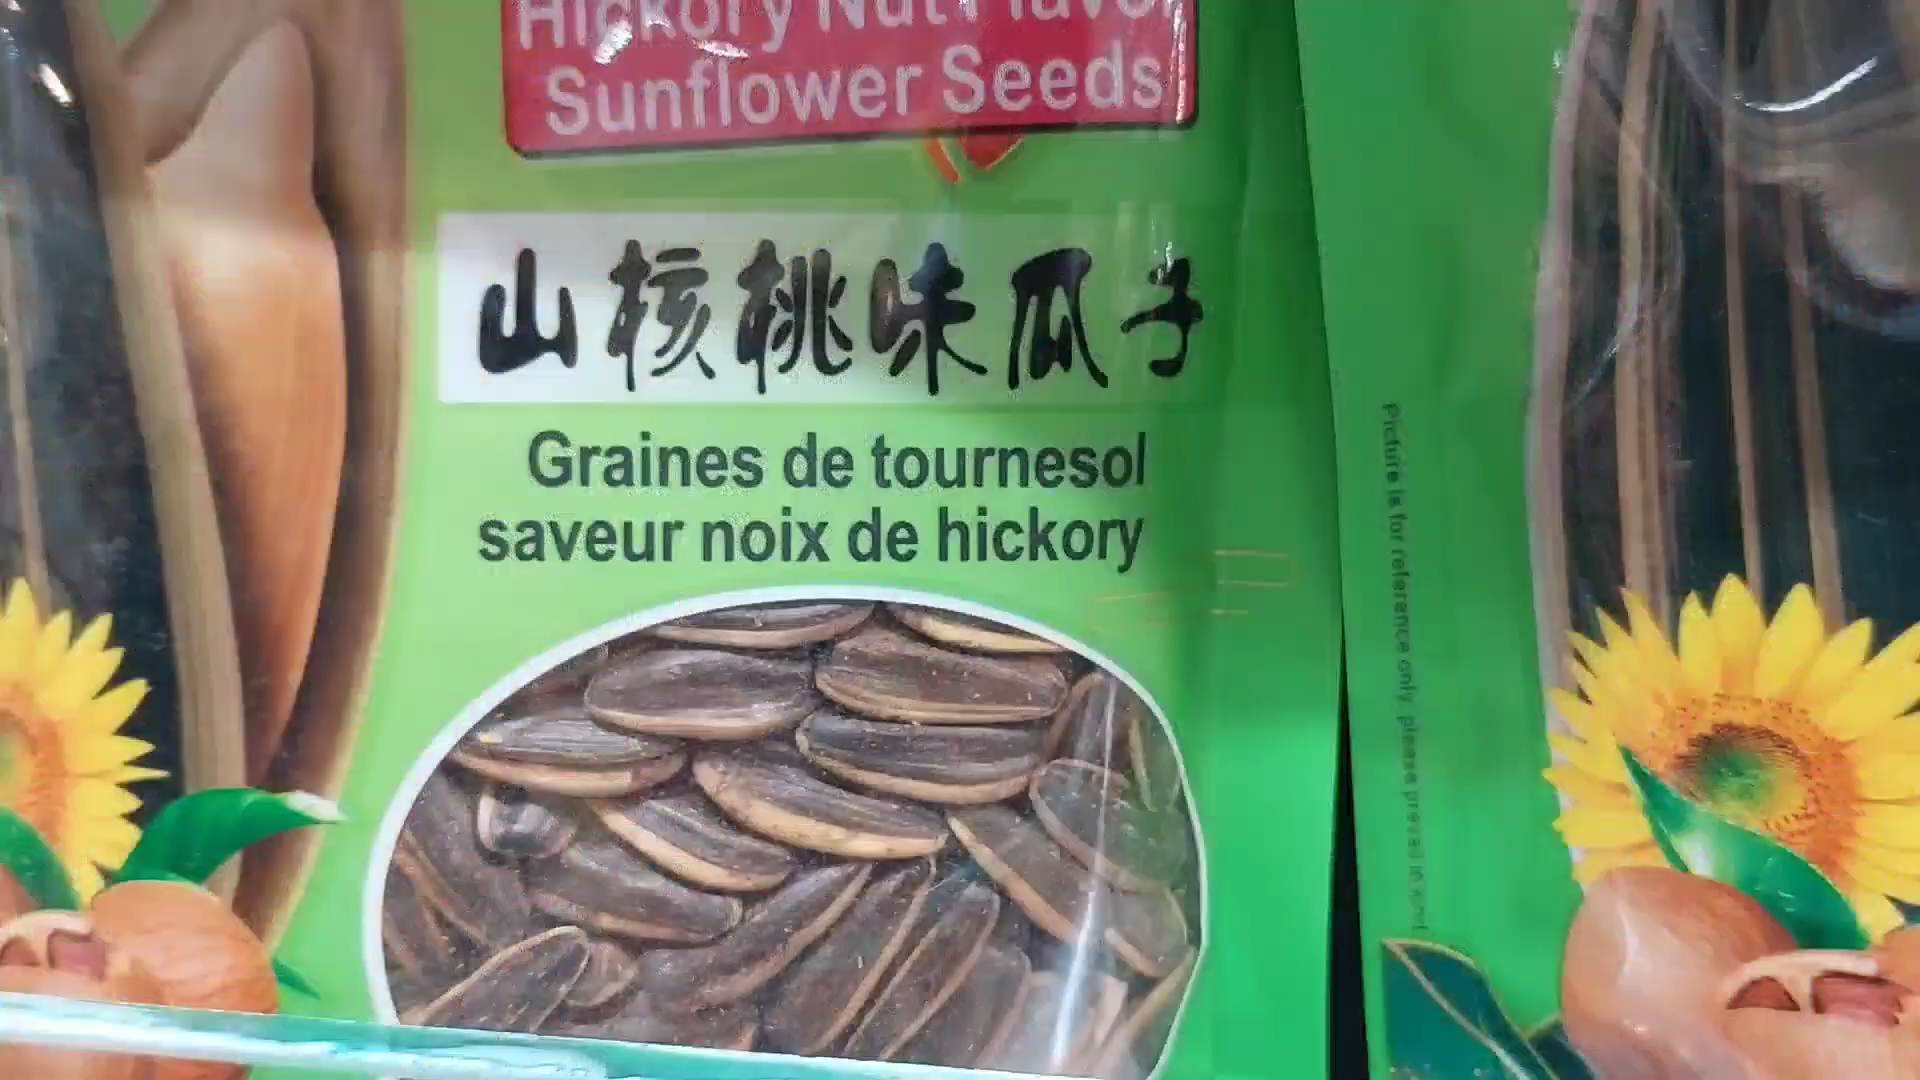 Hickory Nut Flavor
Sunflower Seeds
山核桃味瓜子
Graines de tournesol
saveur noix de hickory
Picture is for reference only, please prevail in kind